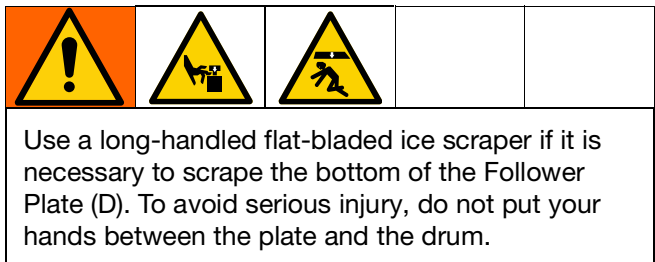 Use a long-handled flat-bladed ice scraper if it is
necessary to scrape the bottom of the Follower
Plate (D). To avoid serious injury, do not put your
hands between the plate and the drum.